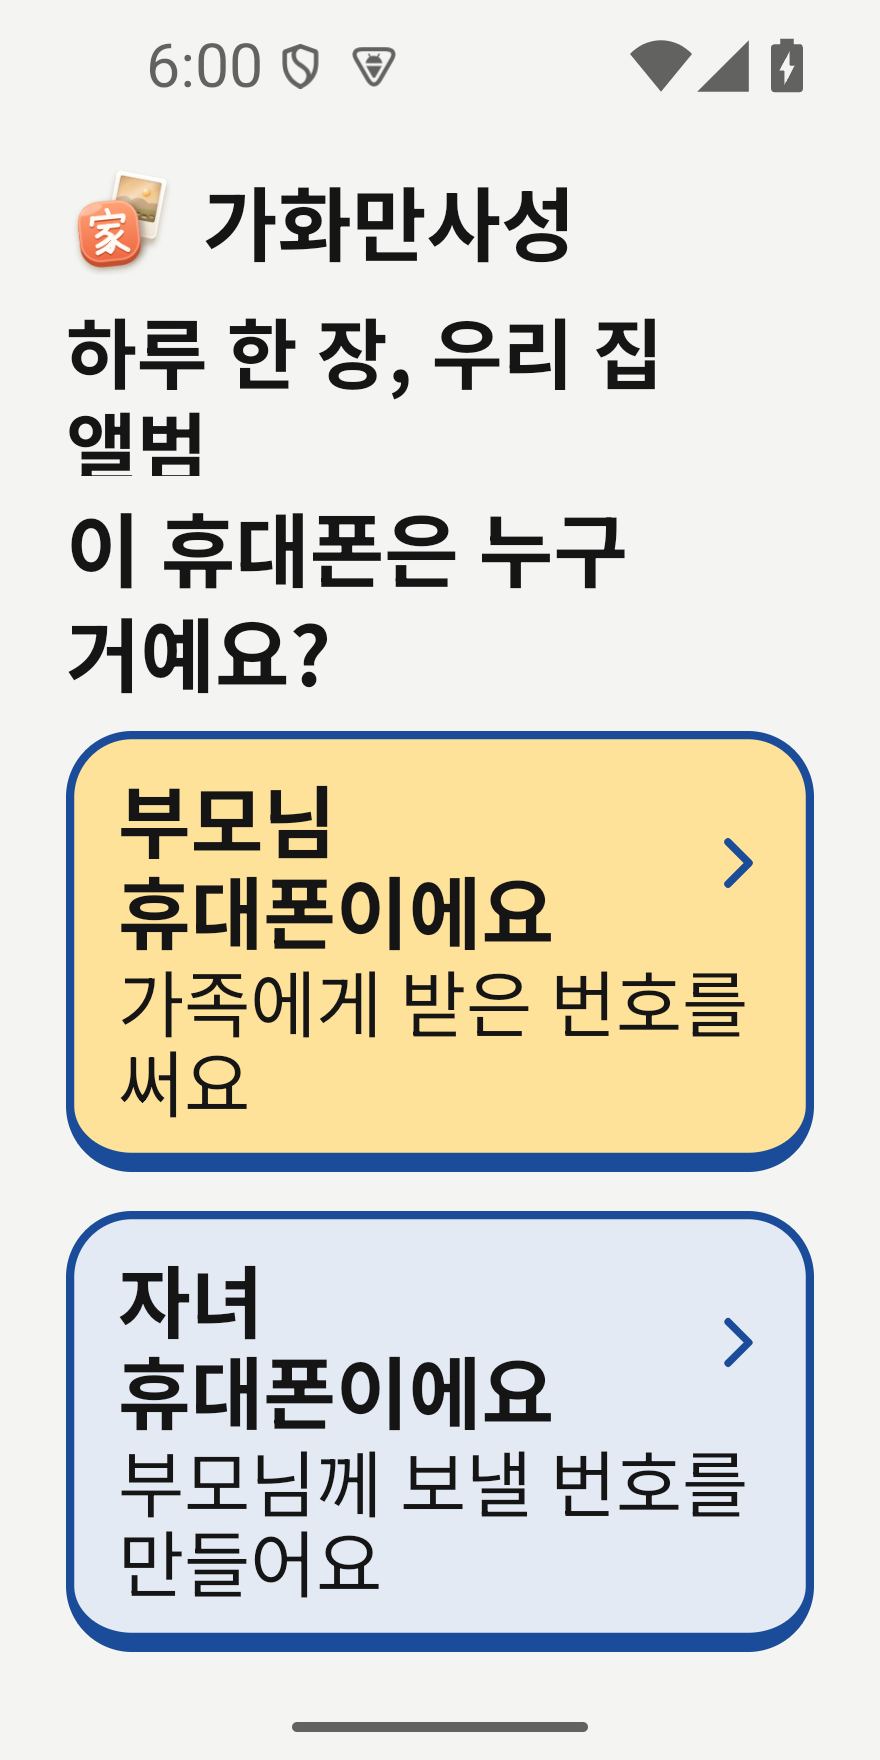 6:00
家
가화만사성
하루 한 장, 우리 집
앨범
이 휴대폰은 누구
거예요?
부모님
휴대폰이에요
가족에게 받은 번호를
써요
자녀
휴대폰이에요
부모님께 보낼 번호를
만들어요